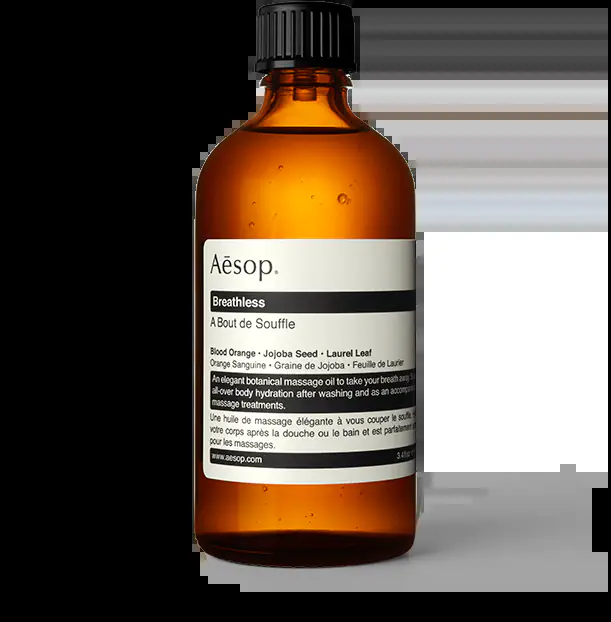 Aēsop.
Breathless
A Bout de Souffle
Blood Orange · Jojoba Seed · Laurel Leaf
Orange Sanguine · Graine de Jojoba · Feuille de Laurier
An elegant botanical massage oil to take your breath away.
all-over body hydration after washing and as an
massage treatments.
Une huile de massage élégante à vous couper le souffle.
votre corps après la douche ou le bain et est parfaitement
pour les massages.
www.aesop.com 3.4